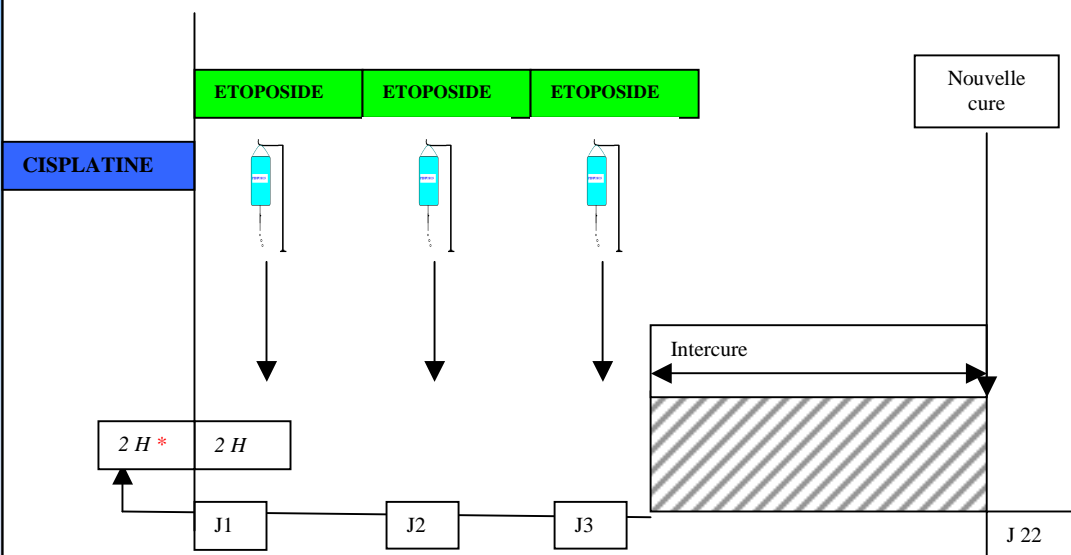 ETOPOSIDE ETOPOSIDE ETOPOSIDE
Nouvelle
cure
CISPLATINE
Intercure
2 H * 2 H
J1 J2 J3
J 22